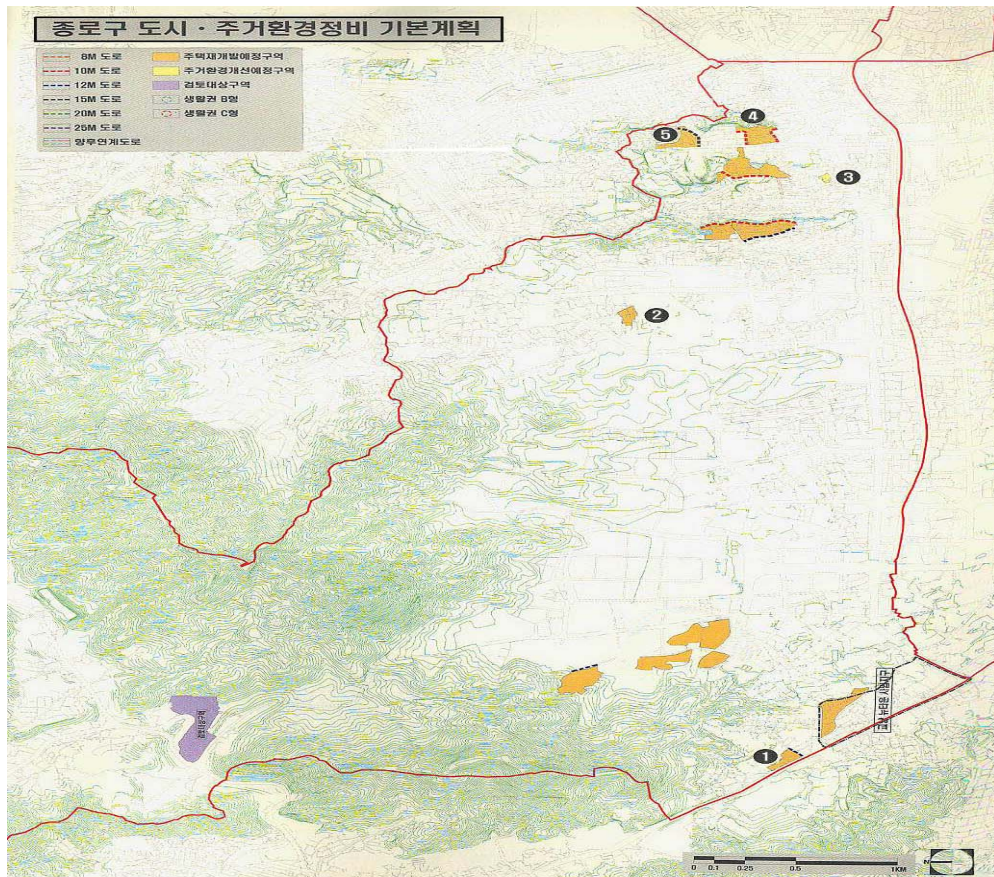 종로구 도시 · 주거환경정비 기본계획
8M 도로
10M 도로
12M 도로
15M 도로
20M 도로
25M 도로
향후연계도로
주택재개발예정구역
주거환경개선예정구역
검토대상구역
생활권 B형
생활권 C형
4
5
3
2
1
N
0 0.1 0.25 0.5 1KM